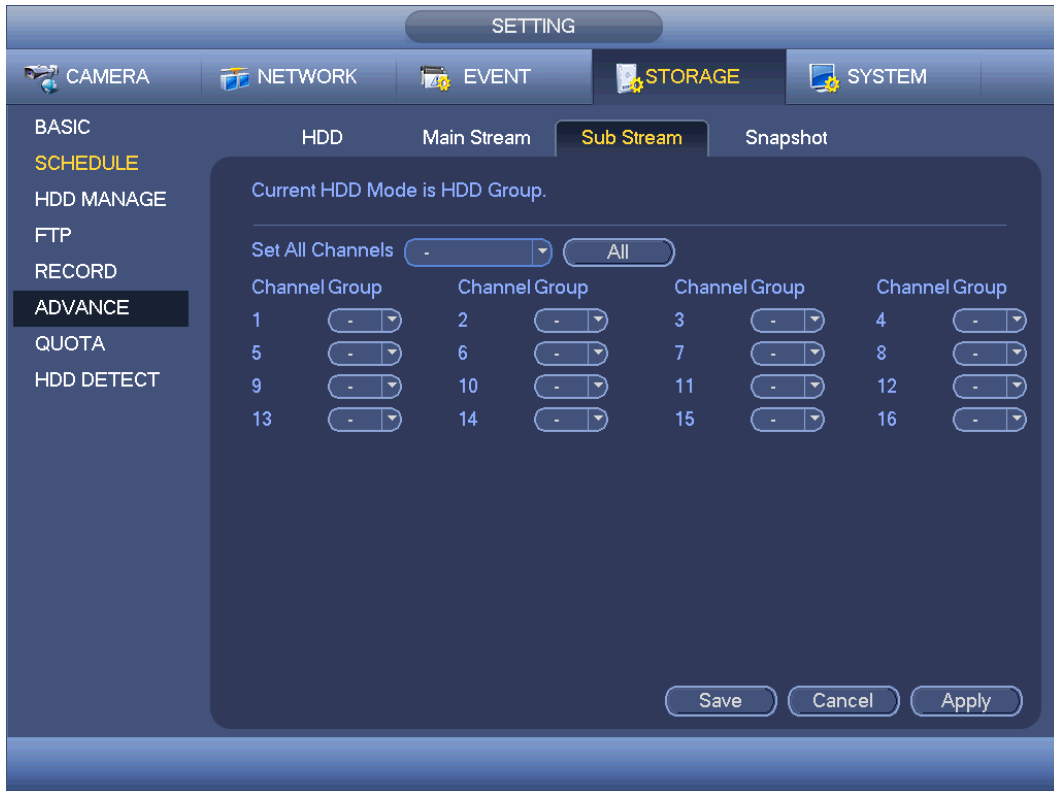 SETTING
CAMERA NETWORK EVENT STORAGE SYSTEM
BASIC
SCHEDULE
HDD MANAGE
FTP
RECORD
ADVANCE
QUOTA
HDD DETECT
HDD Main Stream Sub Stream Snapshot
Current HDD Mode is HDD Group.
Set All Channels - All
Channel Group Channel Group Channel Group Channel Group
1 - 2 - 3 - 4 -
5 - 6 - 7 - 8 -
9 - 10 - 11 - 12 -
13 - 14 - 15 - 16 -
Save Cancel Apply